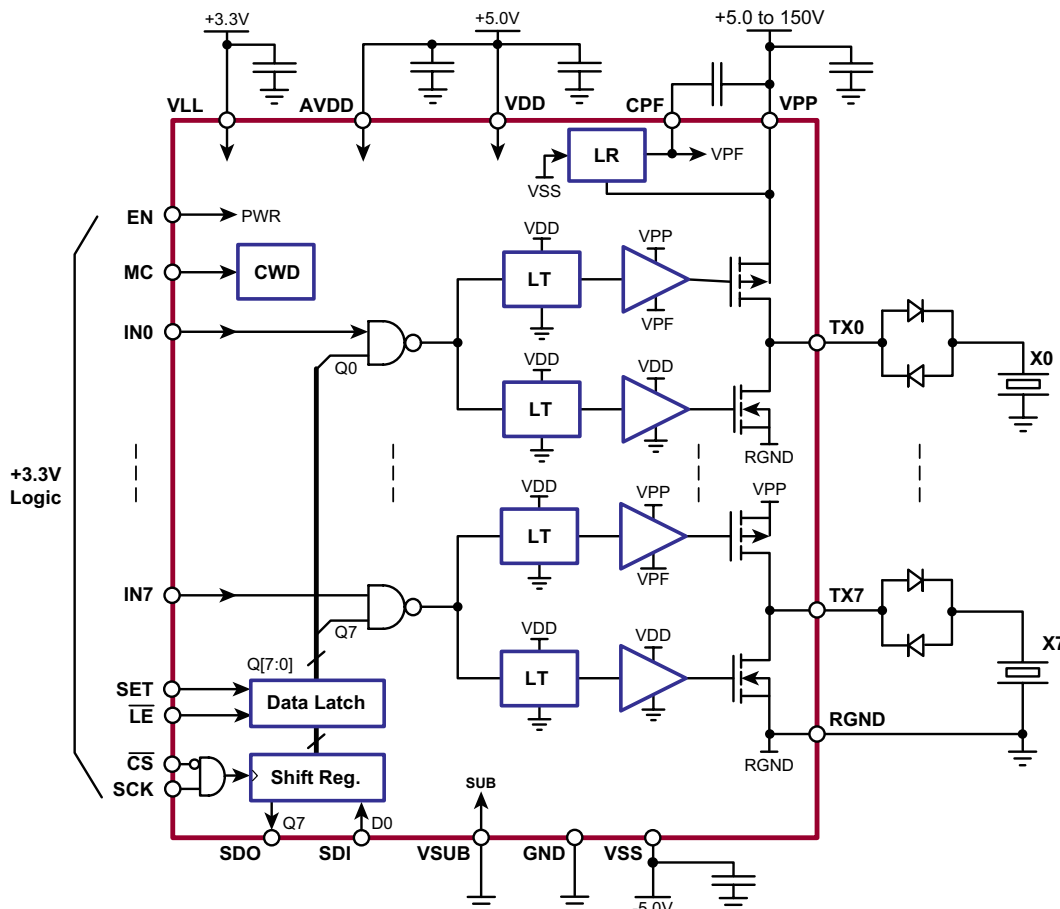 +3.3V
+5.0V
+5.0 to 150V
VLL
AVDD
VDD
CPF
VPP
LR
VPF
VSS
EN
PWR
MC
CWD
VDD
LT
VPP
VPF
IN0
Q0
TX0
X0
VDD
LT
VDD
RGND
+3.3V
Logic
VDD
LT
VPP
VPF
VPP
IN7
Q7
TX7
X7
VDD
LT
VDD
Q[7:0]
SET
LE
Data Latch
RGND
RGND
CS
SCK
Shift Reg.
SUB
Q7
D0
SDO
SDI
VSUB
GND
VSS
-5.0V